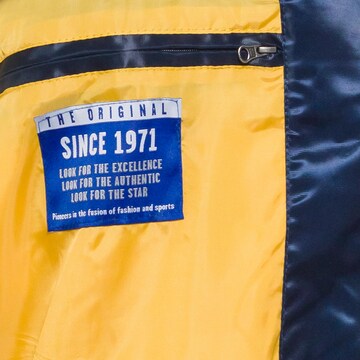 THE ORIGINAL
SINCE 1971
LOOK FOR THE EXCELLENCE
LOOK FOR THE AUTHENTIC
LOOK FOR THE STAR
Pioneers in the fusion of fashion and sports